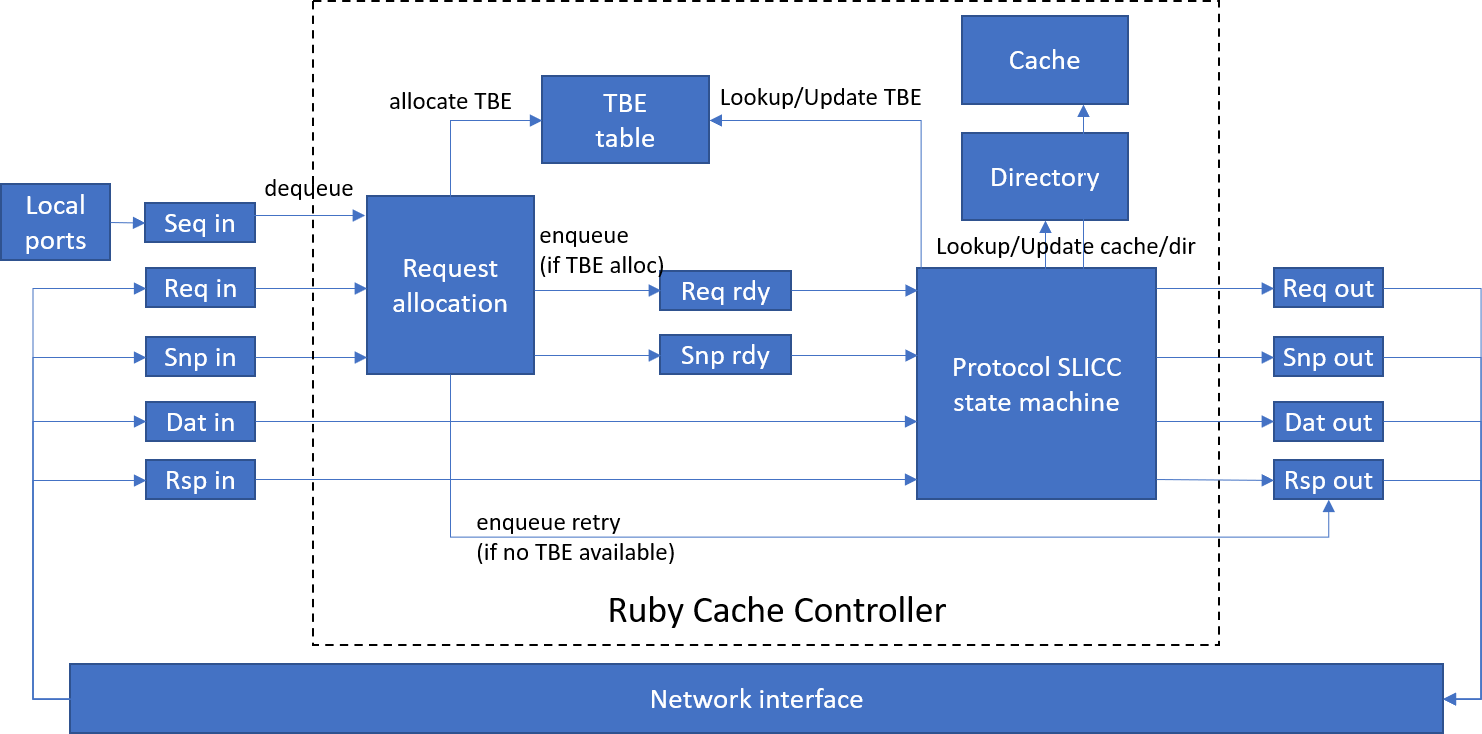 Cache
allocate TBE
TBE
table
Lookup/Update TBE
Directory
Local
ports
Seq in
dequeue
Request
allocation
enqueue
(if TBE alloc)
Lookup/Update cache/dir
Req in
Req rdy
Req out
Snp in
Snp rdy
Protocol SLICC
state machine
Snp out
Dat in
Dat out
Rsp in
Rsp out
enqueue retry
(if no TBE available)
Ruby Cache Controller
Network interface